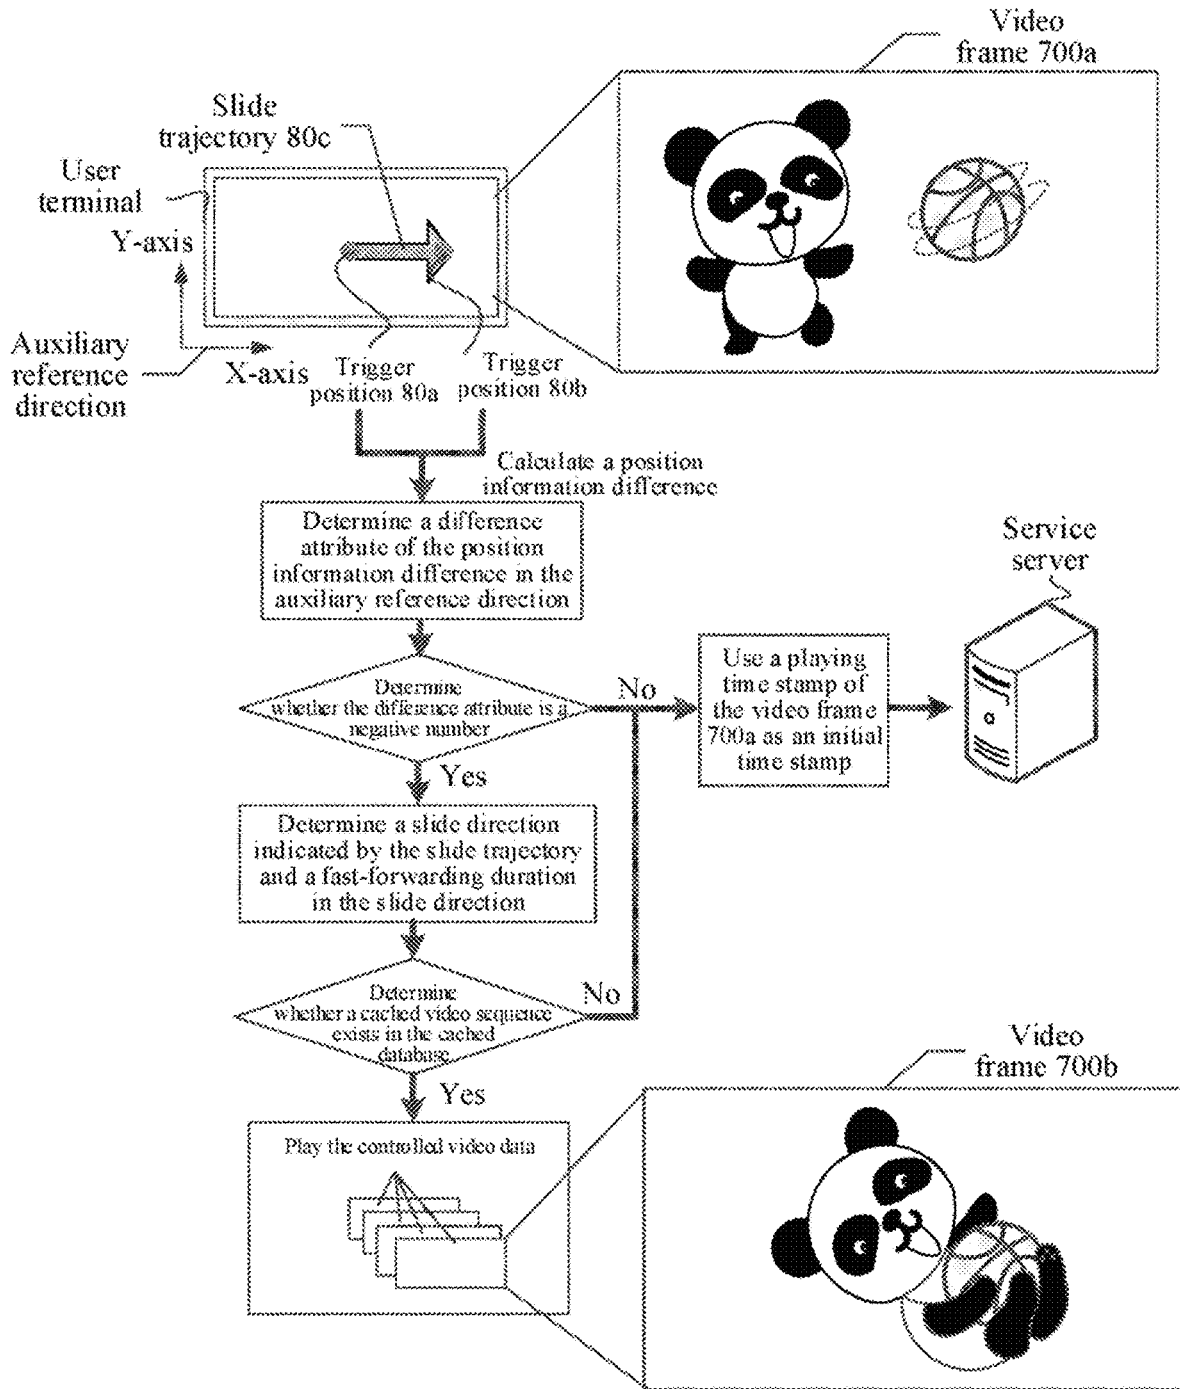 Video
frame 700a
Slide
trajectory 80c
User
terminal
Y-axis
Auxiliary
reference
direction
X-axis
Trigger
position 80a
Trigger
position 80b
Calculate a position
information difference
Determine a difference
attribute of the position
information difference in the
auxiliary reference direction
Service
server
Determine
whether the difference attribute is a
negative number
No
Use a playing
time stamp of
the video frame
700a as an initial
time stamp
Yes
Determine a slide direction
indicated by the slide trajectory
and a fast-forwarding duration
in the slide direction
Determine
whether a cached video sequence
exists in the cached
database
No
Yes
Video
frame 700b
Play the controlled video data